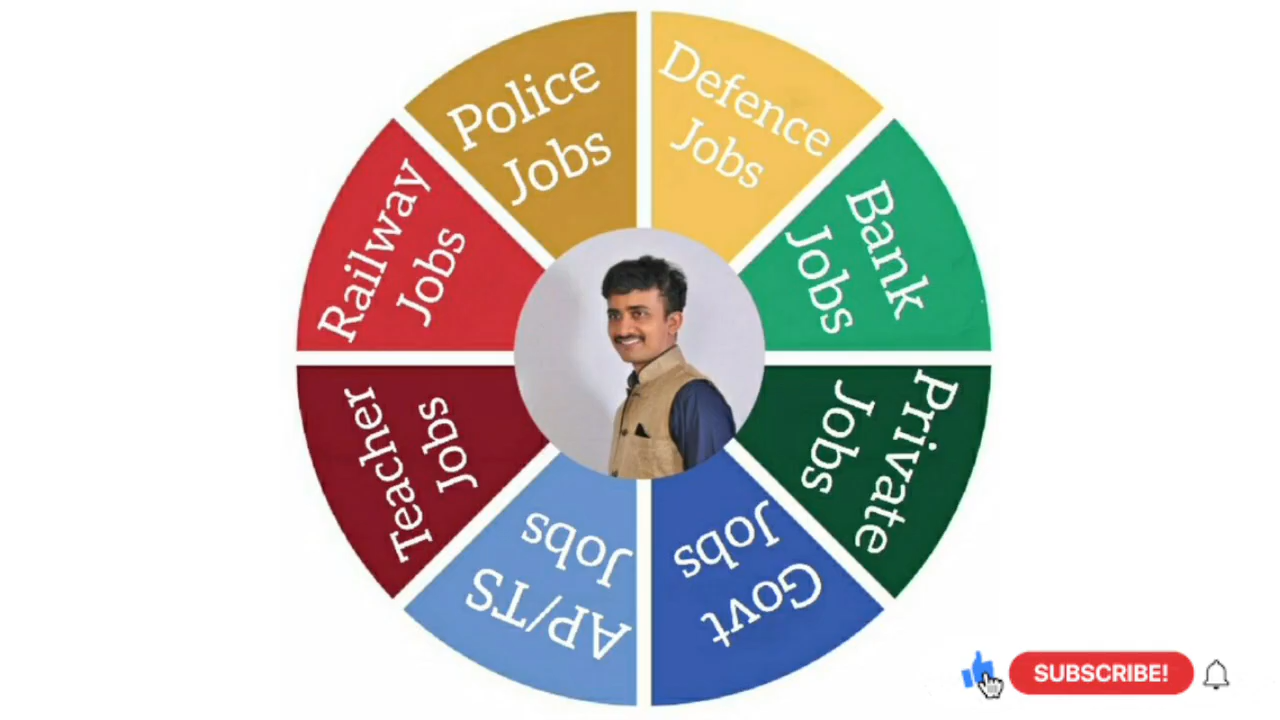 Police
Jobs
Defence
Jobs
Bank
Jobs
Private
Jobs
Govt
Jobs
AP/TS
Jobs
Teacher
Jobs
Railway
Jobs
SUBSCRIBE!